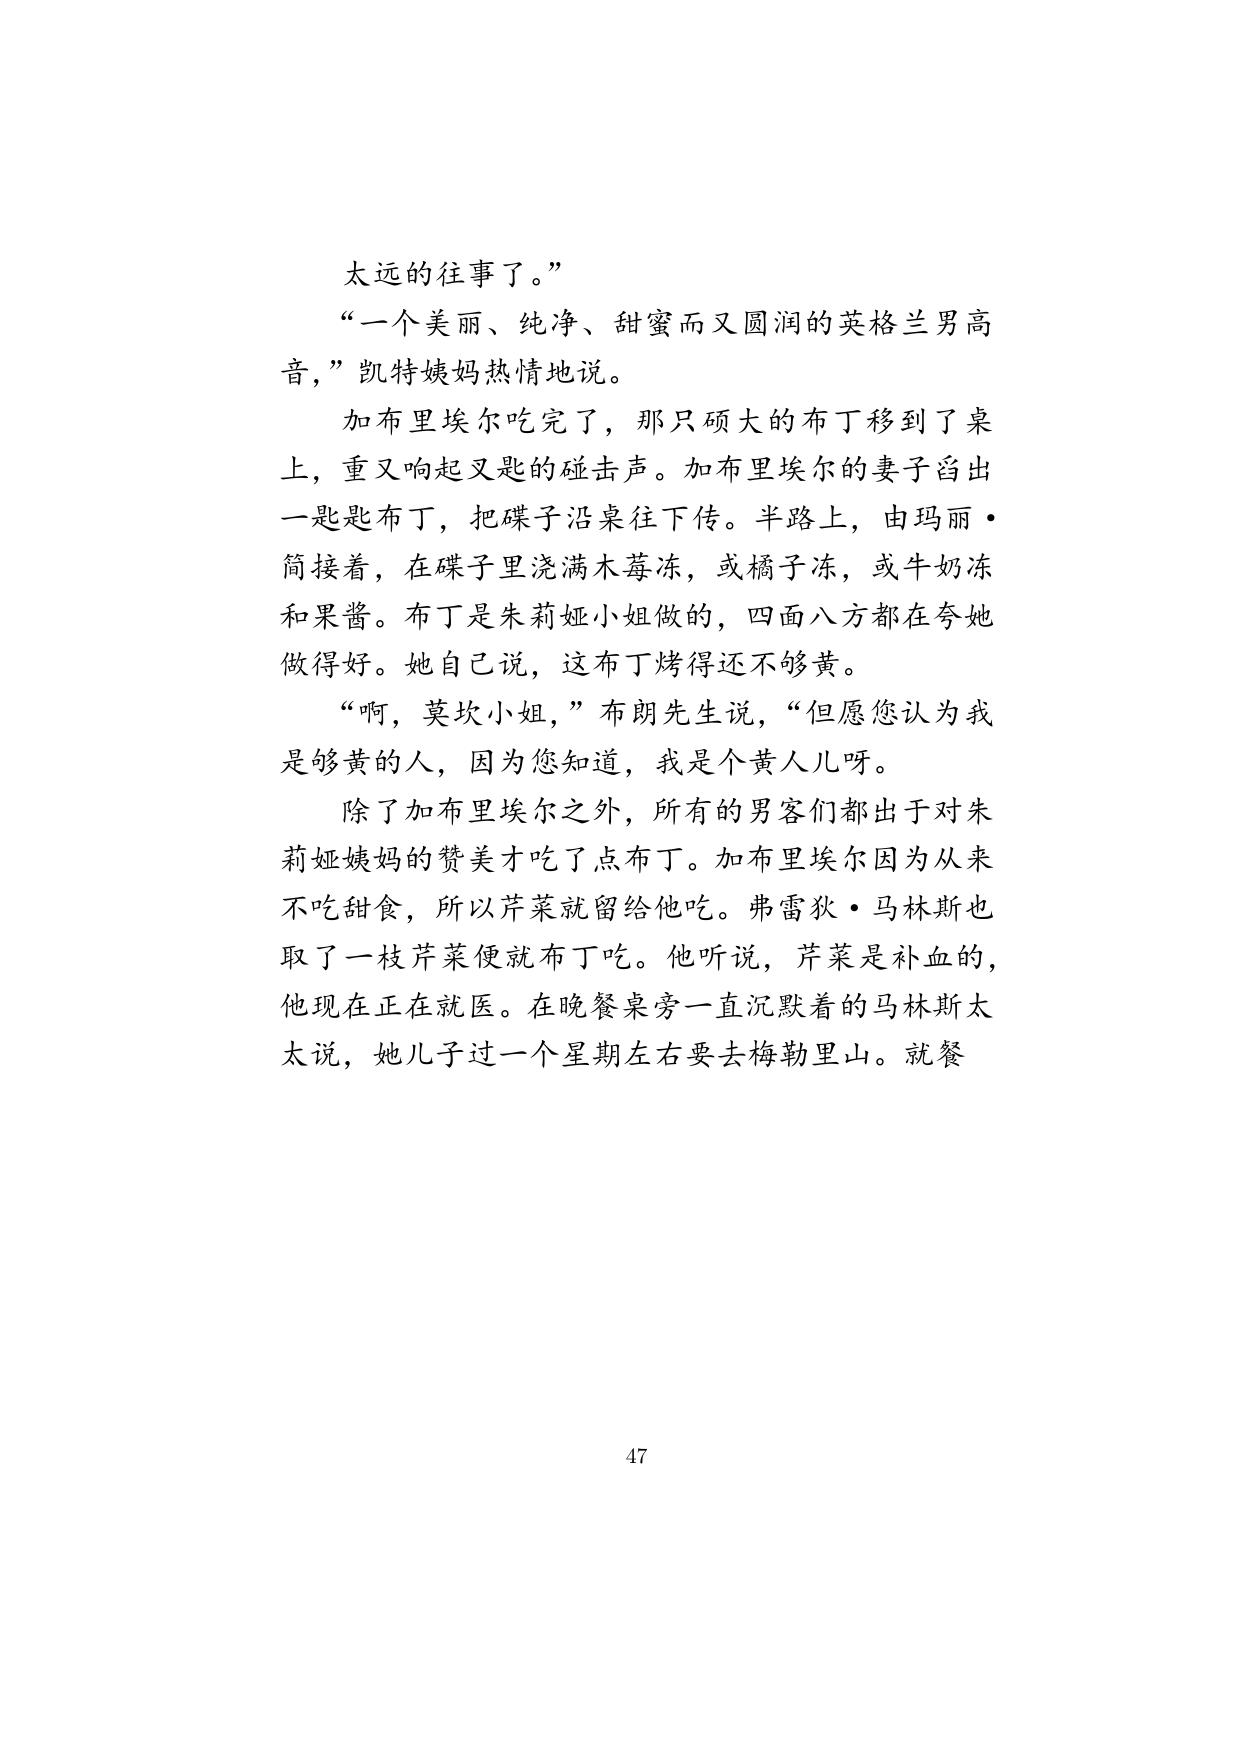 太远的往事了。”
“一个美丽、纯净、甜蜜而又圆润的英格兰男高
音，”凯特姨妈热情地说。
加布里埃尔吃完了，那只硕大的布丁移到了桌
上，重又响起叉匙的碰击声。加布里埃尔的妻子舀出
一匙匙布丁，把碟子沿桌往下传。半路上，由玛丽·
简接着，在碟子里浇满木莓冻，或橘子冻，或牛奶冻
和果酱。布丁是朱莉娅小姐做的，四面八方都在夸她
做得好。她自己说，这布丁烤得还不够黄。
“啊，莫坎小姐，”布朗先生说，“但愿您认为我
是够黄的人，因为您知道，我是个黄人儿呀。
除了加布里埃尔之外，所有的男客们都出于对朱
莉娅姨妈的赞美才吃了点布丁。加布里埃尔因为从来
不吃甜食，所以芹菜就留给他吃。弗雷狄·马林斯也
取了一枝芹菜便就布丁吃。他听说，芹菜是补血的，
他现在正在就医。在晚餐桌旁一直沉默着的马林斯太
太说，她儿子过一个星期左右要去梅勒里山。就餐
47